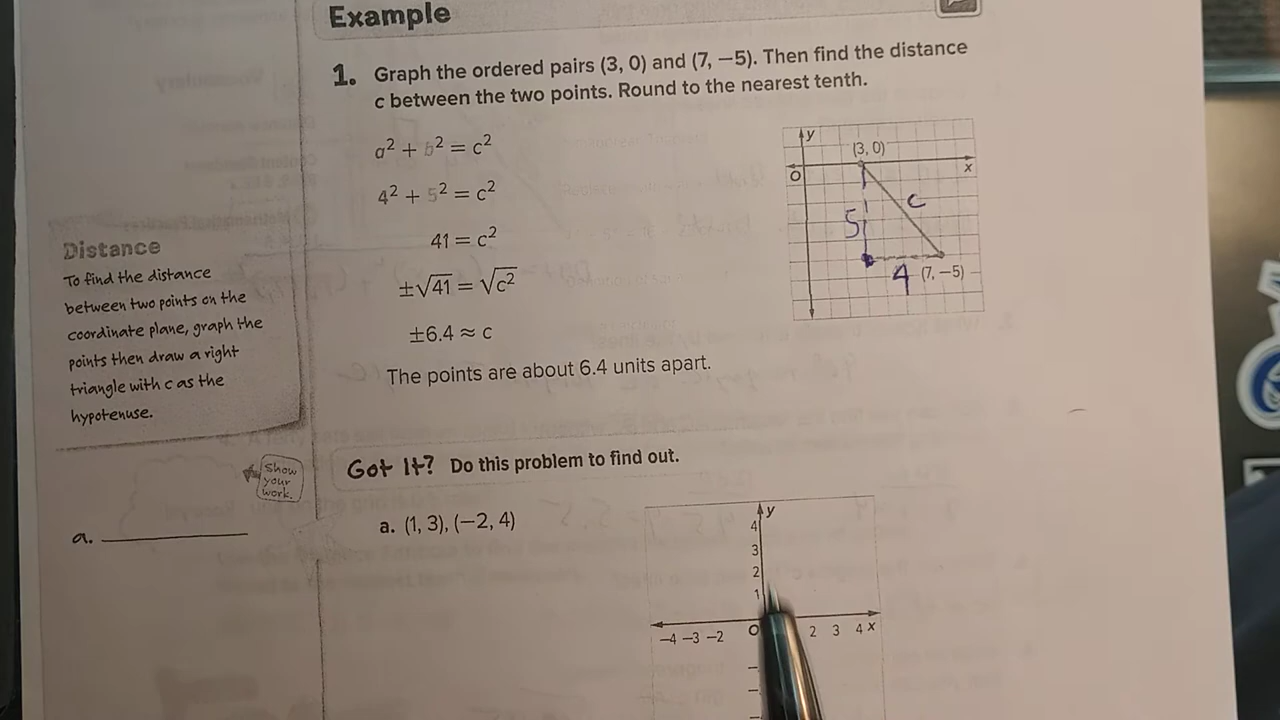 Example
1. Graph the ordered pairs (3, 0) and (7, −5). Then find the distance
c between the two points. Round to the nearest tenth.
a² + b² = c²
4² + 5² = c²
41 = c²
±√41 = √c²
±6.4 ≈ c
The points are about 6.4 units apart.
y
(3, 0)
O
x
5
c
4
(7, −5)
Distance
To find the distance
between two points on the
coordinate plane, graph the
points then draw a right
triangle with c as the
hypotenuse.
Show
your
work.
Got It? Do this problem to find out.
a.
a. (1, 3), (−2, 4)
y
4
3
2
1
−4 −3 −2
O
2 3 4 x